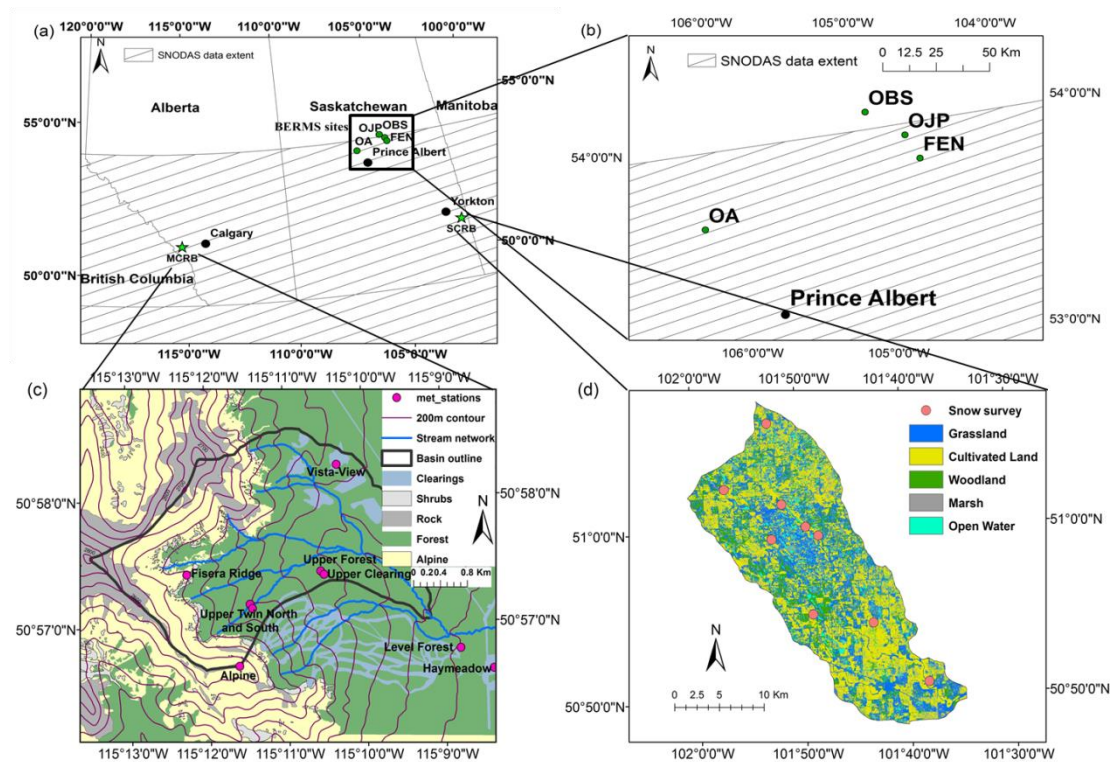 120°0'0"W 115°0'0"W 110°0'0"W 105°0'0"W 100°0'0"W
(a)
N
SNODAS data extent
55°0'0"N
55°0'0"N
Alberta
Saskatchewan
Manitoba
BERMS sites
OJP
OBS
FEN
OA
Prince Albert
Yorkton
SCRB
50°0'0"N
Calgary
MCRB
50°0'0"N
British Columbia
115°0'0"W 110°0'0"W 105°0'0"W
106°0'0"W 105°0'0"W 104°0'0"W
(b)
N
0 12.5 25 50 Km
SNODAS data extent
54°0'0"N
OBS
OJP
FEN
54°0'0"N
OA
Prince Albert
53°0'0"N
106°0'0"W 105°0'0"W
115°13'0"W 115°12'0"W 115°11'0"W 115°10'0"W 115°9'0"W
(c)
met_stations
200m contour
Stream network
Basin outline
Clearings
Shrubs
Rock
Forest
Alpine
N
0 0.20.4 0.8 Km
Vista-View
50°58'0"N
50°58'0"N
Upper Forest
Fisera Ridge
Upper Clearing
Upper Twin North
and South
50°57'0"N
50°57'0"N
Level Forest
Haymeadow
Alpine
115°13'0"W 115°12'0"W 115°11'0"W 115°10'0"W 115°9'0"W
102°0'0"W 101°50'0"W 101°40'0"W 101°30'0"W
(d)
Snow survey
Grassland
Cultivated Land
Woodland
Marsh
Open Water
51°0'0"N
51°0'0"N
N
0 2 4 6 8 10 Km
50°50'0"N
50°50'0"N
102°0'0"W 101°50'0"W 101°40'0"W 101°30'0"W